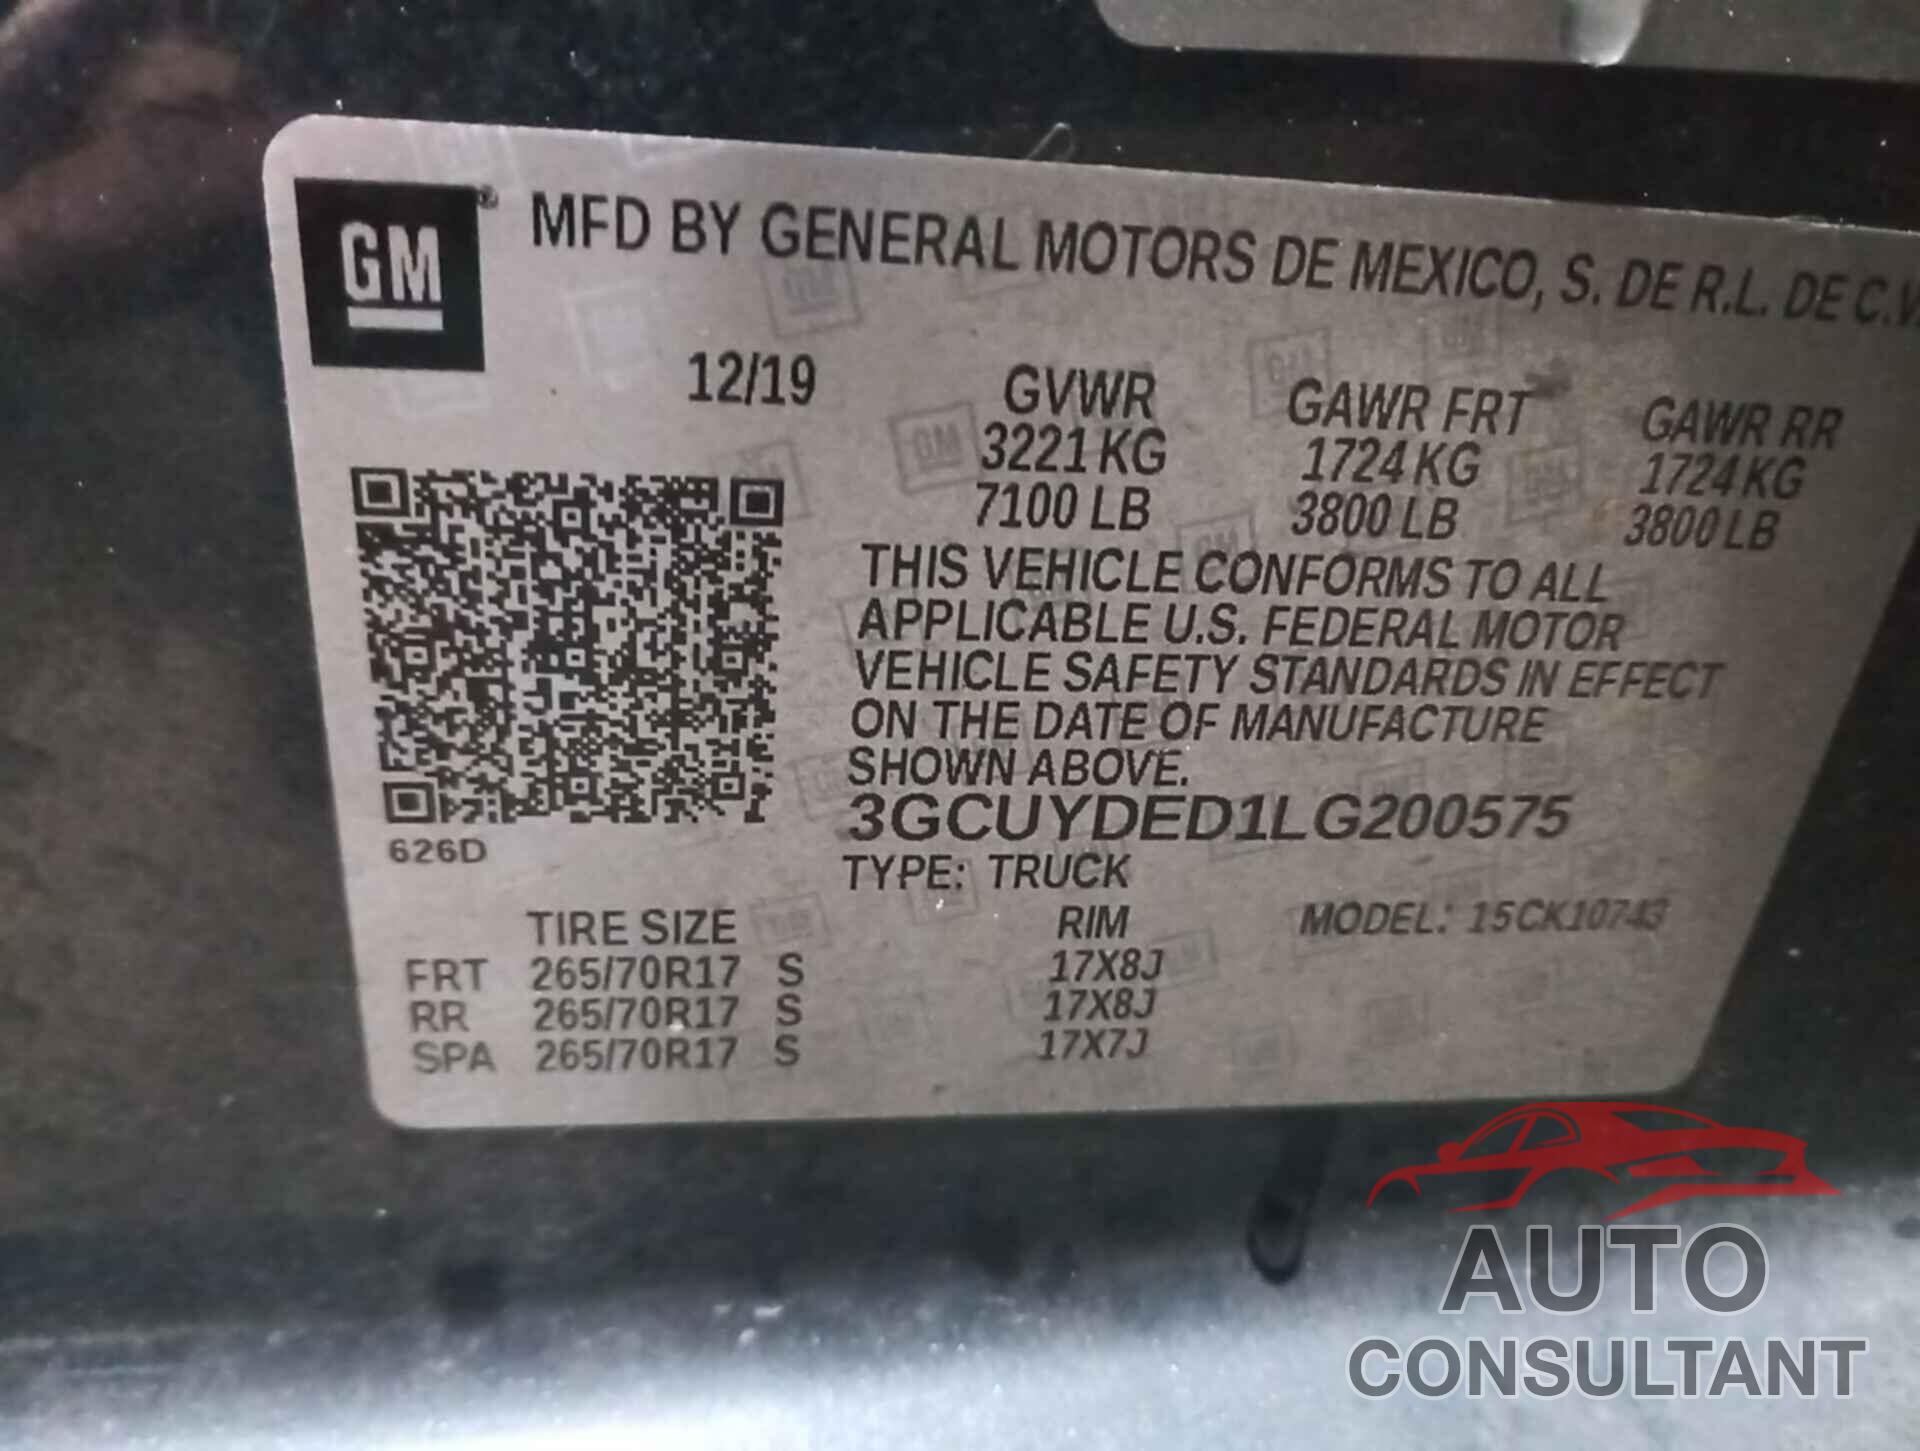 GM® MFD BY GENERAL MOTORS DE MEXICO, S. DE R.L. DE C.V.
12/19 GVWR GAWR FRT GAWR RR
3221 KG 1724 KG 1724 KG
7100 LB 3800 LB 3800 LB
THIS VEHICLE CONFORMS TO ALL
APPLICABLE U.S. FEDERAL MOTOR
VEHICLE SAFETY STANDARDS IN EFFECT
ON THE DATE OF MANUFACTURE
SHOWN ABOVE.
3GCUYDED1LG200575
626D
TYPE: TRUCK
TIRE SIZE RIM MODEL: 15CK10743
FRT 265/70R17 S 17X8J
RR 265/70R17 S 17X8J
SPA 265/70R17 S 17X7J
AUTO
CONSULTANT